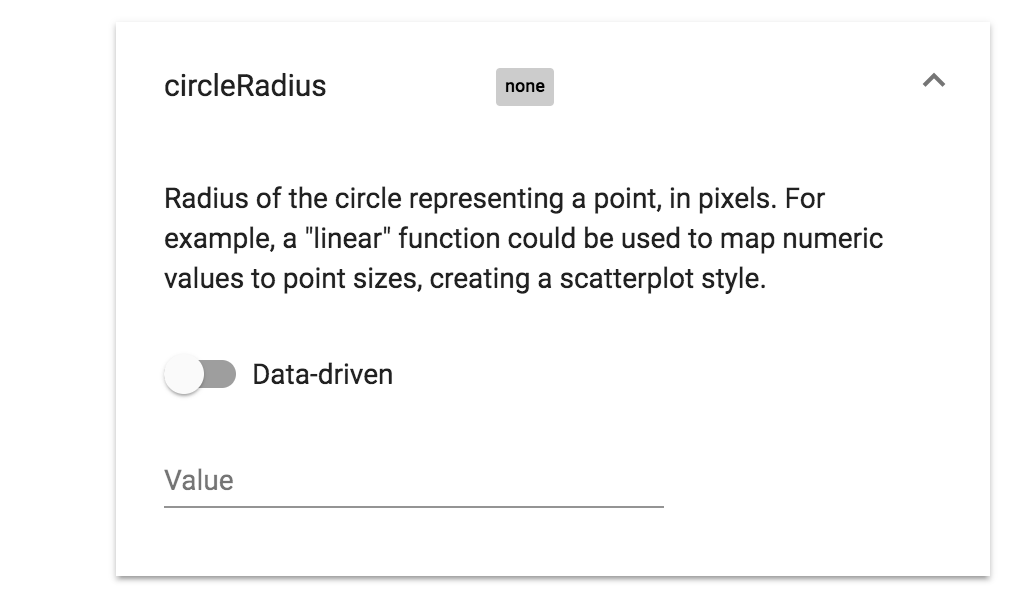 circleRadius none
Radius of the circle representing a point, in pixels. For
example, a "linear" function could be used to map numeric
values to point sizes, creating a scatterplot style.
Data-driven
Value